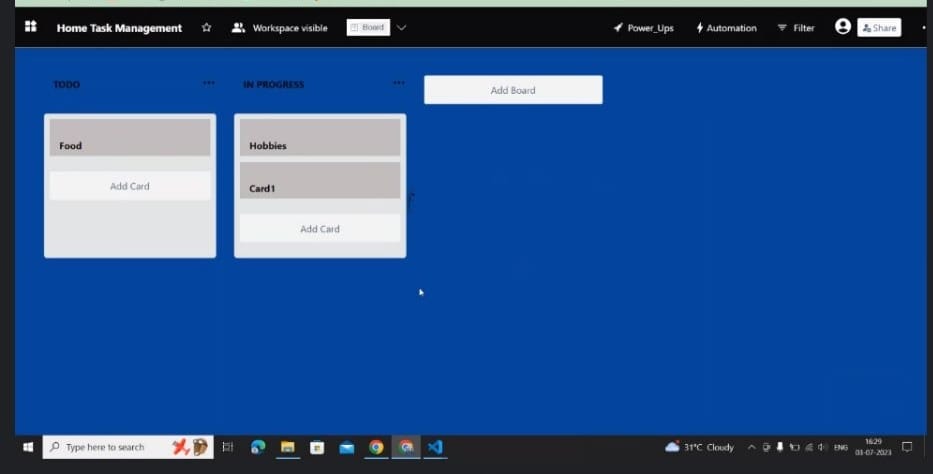 Home Task Management Workspace visible Board Power_Ups Automation Filter Share
TODO ... IN PROGRESS ... Add Board
Food Hobbies
Add Card Card1
Add Card
Type here to search 31°C Cloudy ENG 16:29
03-07-2023